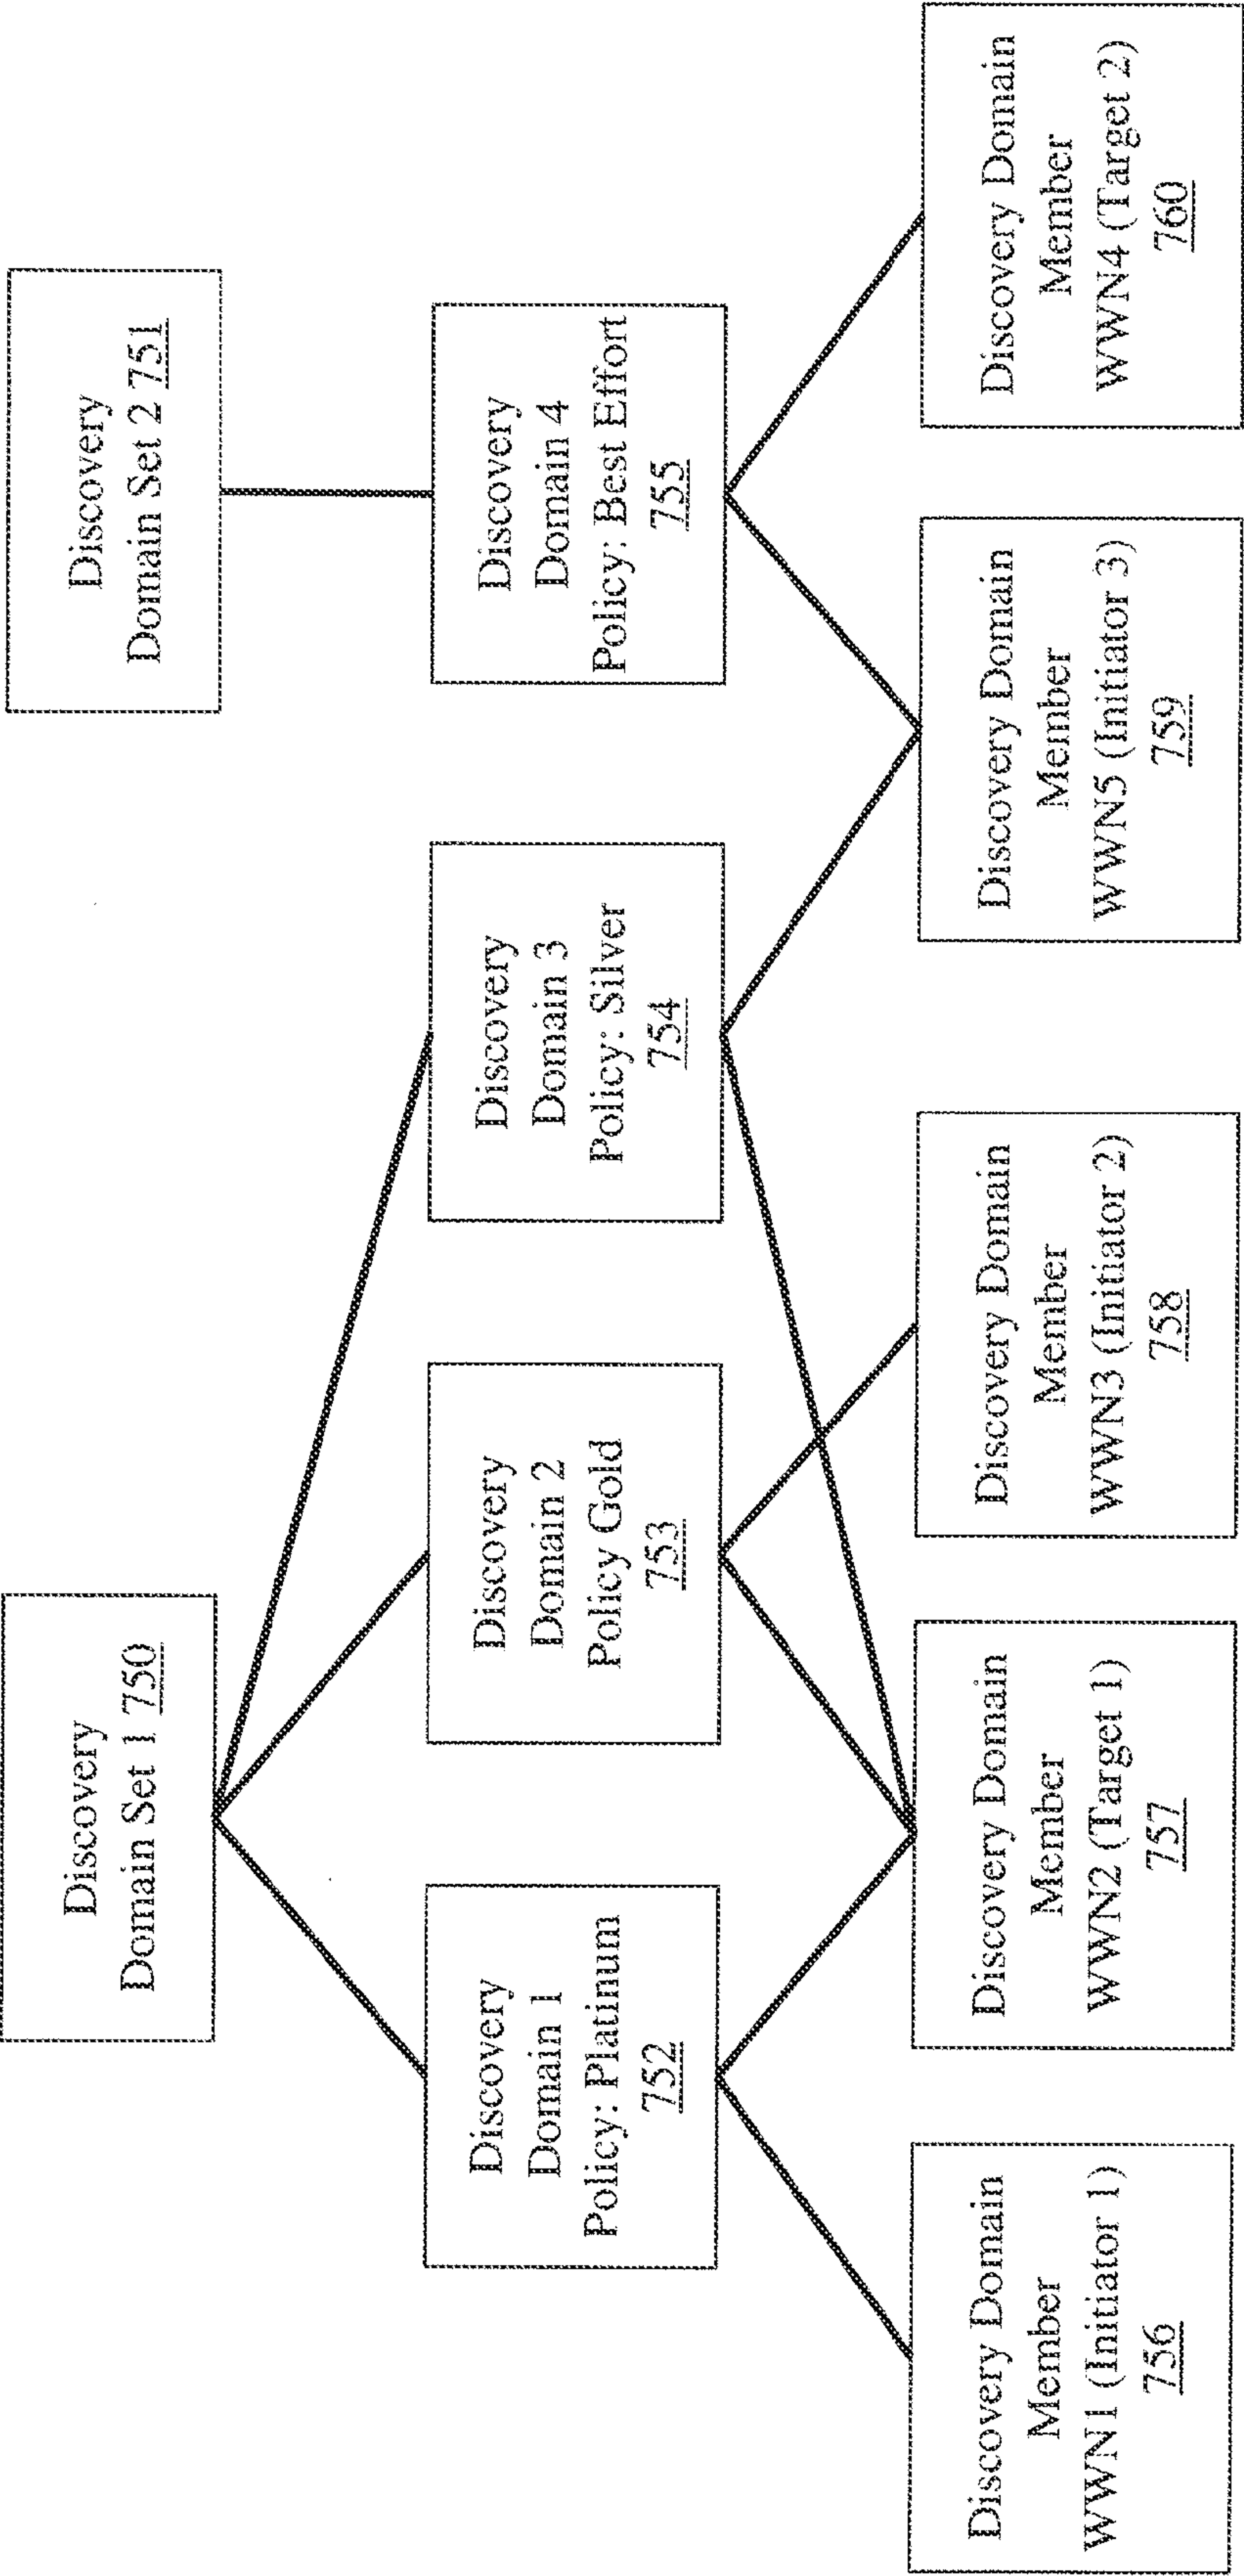 Discovery
Domain Set 1 750
Discovery
Domain Set 2 751
Discovery
Domain 1
Policy: Platinum
752
Discovery
Domain 2
Policy Gold
753
Discovery
Domain 3
Policy: Silver
754
Discovery
Domain 4
Policy: Best Effort
755
Discovery Domain
Member
WWN1 (Initiator 1)
756
Discovery Domain
Member
WWN2 (Target 1)
757
Discovery Domain
Member
WWN3 (Initiator 2)
758
Discovery Domain
Member
WWN5 (Initiator 3)
759
Discovery Domain
Member
WWN4 (Target 2)
760